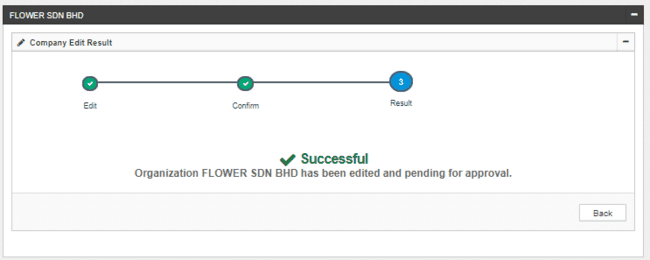 FLOWER SDN BHD
Company Edit Result
3
Edit
Confirm
Result
Successful
Organization FLOWER SDN BHD has been edited and pending for approval.
Back